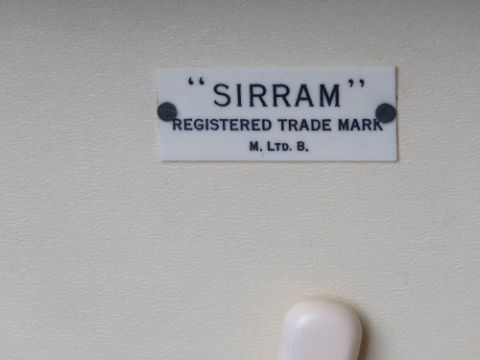 “SIRRAM”
REGISTERED TRADE MARK
M. LTD. B.